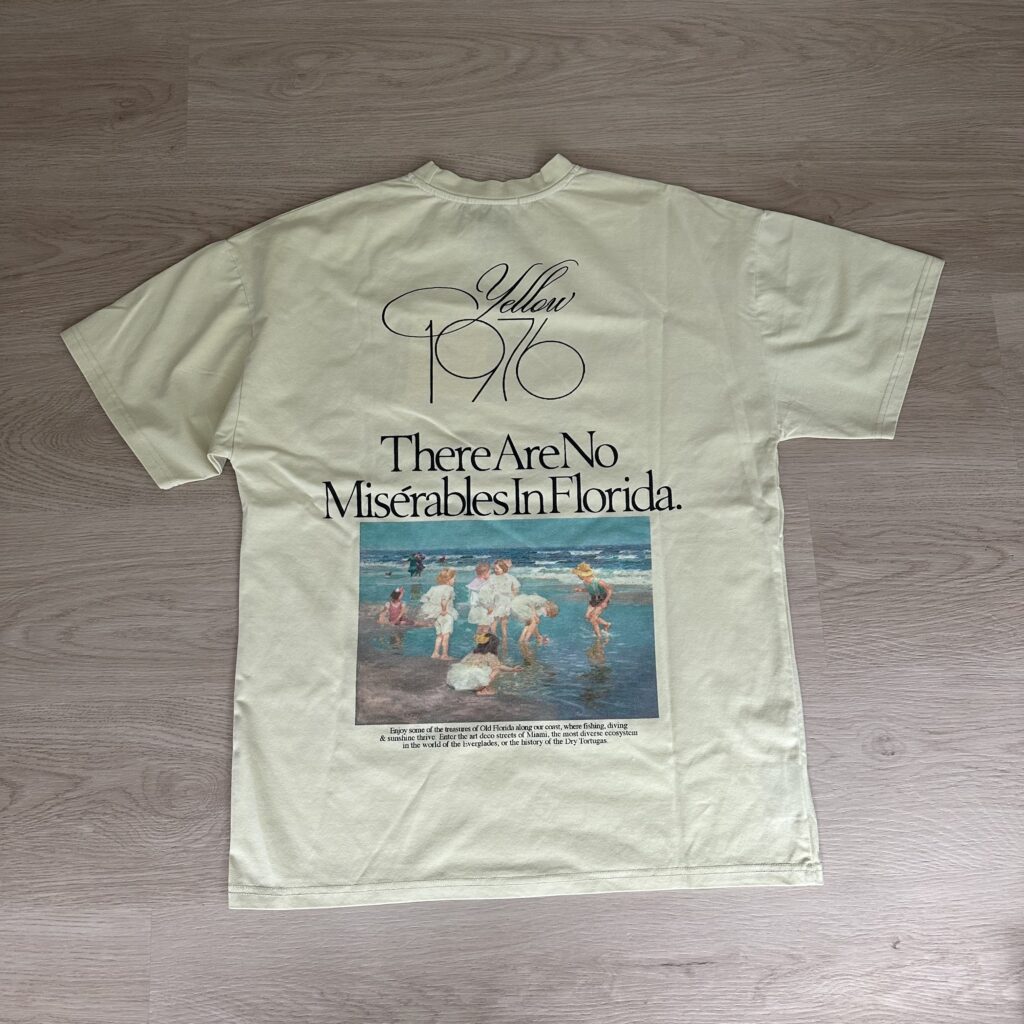 Yellow
1976
There Are No
Misérables In Florida.
Enjoy some of the treasures of Old Florida along our coast, where fishing, diving
& sunshine thrive. Enter the art deco streets of Miami, the most diverse ecosystem
in the world of the Everglades, or the history of the Dry Tortugas.